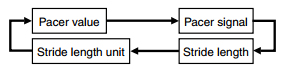 Pacer value
Pacer signal
Stride length unit
Stride length